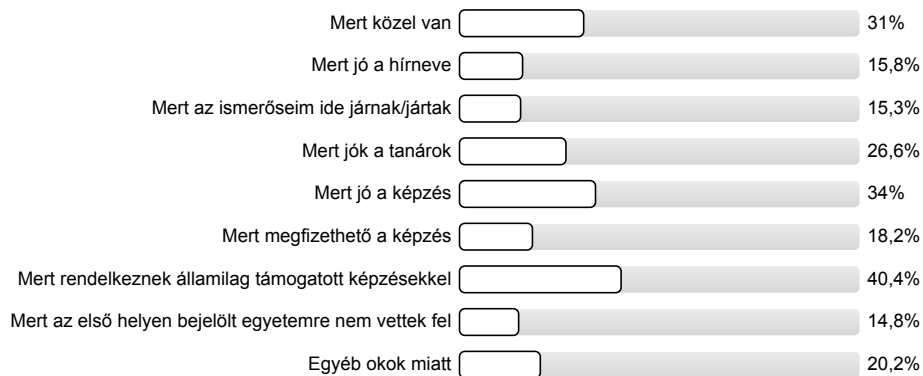 Mert közel van 31%
Mert jó a hírneve 15,8%
Mert az ismerőseim ide járnak/jártak 15,3%
Mert jók a tanárok 26,6%
Mert jó a képzés 34%
Mert megfizethető a képzés 18,2%
Mert rendelkeznek államilag támogatott képzésekkel 40,4%
Mert az első helyen bejelölt egyetemre nem vettek fel 14,8%
Egyéb okok miatt 20,2%